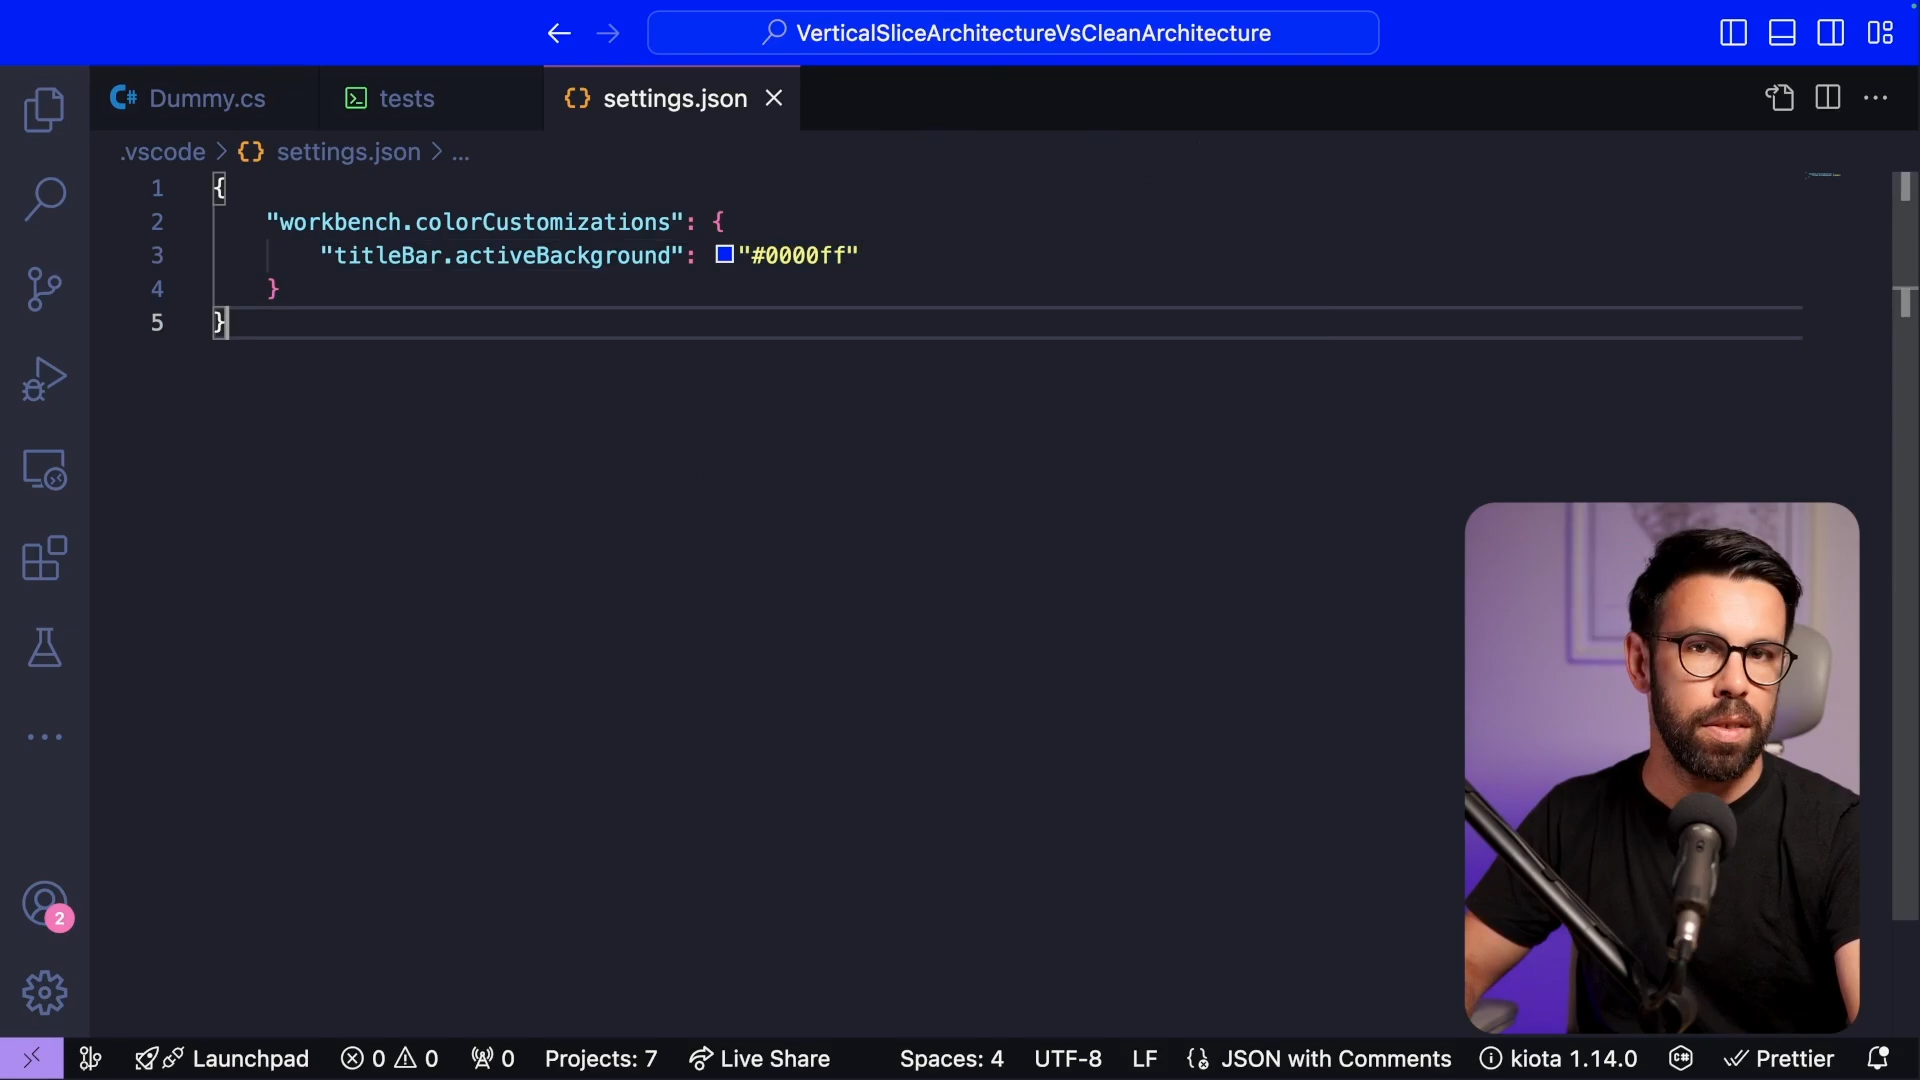 VerticalSliceArchitectureVsCleanArchitecture
C# Dummy.cs
tests
{} settings.json
.vscode > {} settings.json > ...
1 {
2 "workbench.colorCustomizations": {
3 "titleBar.activeBackground": "#0000ff"
4 }
5 }
2
Launchpad
0 0
0
Projects: 7
Live Share
Spaces: 4
UTF-8
LF
JSON with Comments
kiota 1.14.0
C#
Prettier